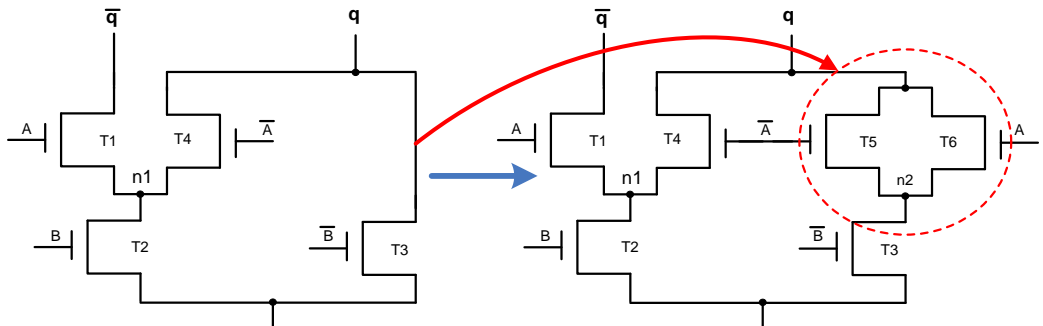 q̅ q q̅ q
A T1 T4 A̅ A T1 T4 A̅ T5 T6 A
n1 n1 n2
B T2 B̅ T3 B T2 B̅ T3